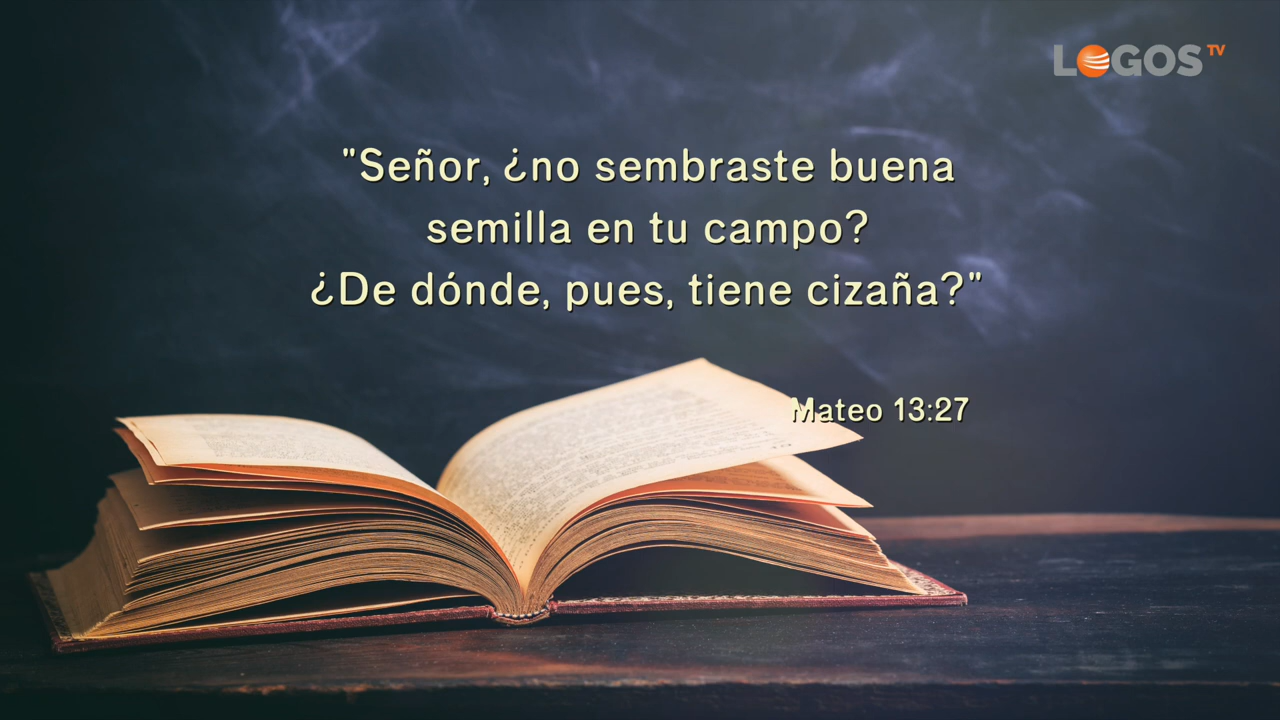 LOGOS TV
"Señor, ¿no sembraste buena
semilla en tu campo?
¿De dónde, pues, tiene cizaña?"
Mateo 13:27